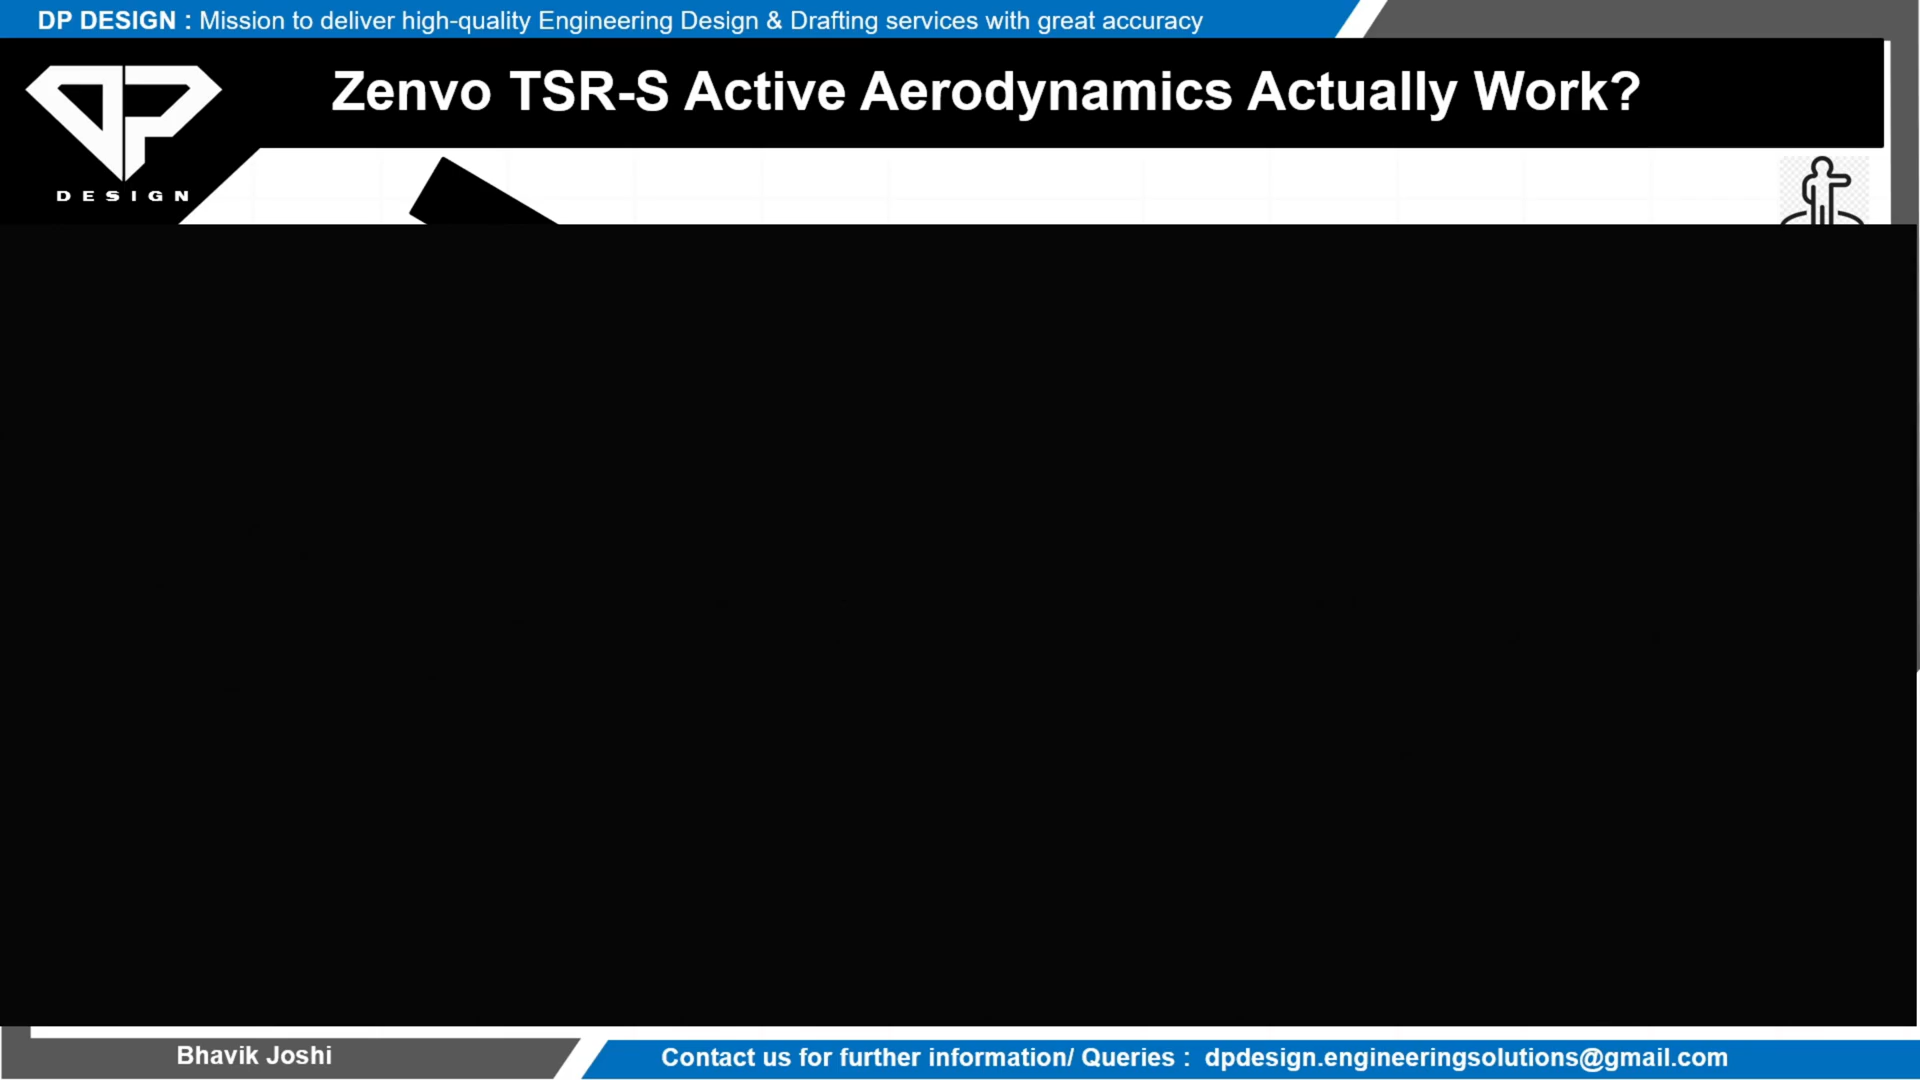 DP DESIGN : Mission to deliver high-quality Engineering Design & Drafting services with great accuracy
Zenvo TSR-S Active Aerodynamics Actually Work?
DP
DESIGN
Bhavik Joshi
Contact us for further information/ Queries : dpdesign.engineeringsolutions@gmail.com